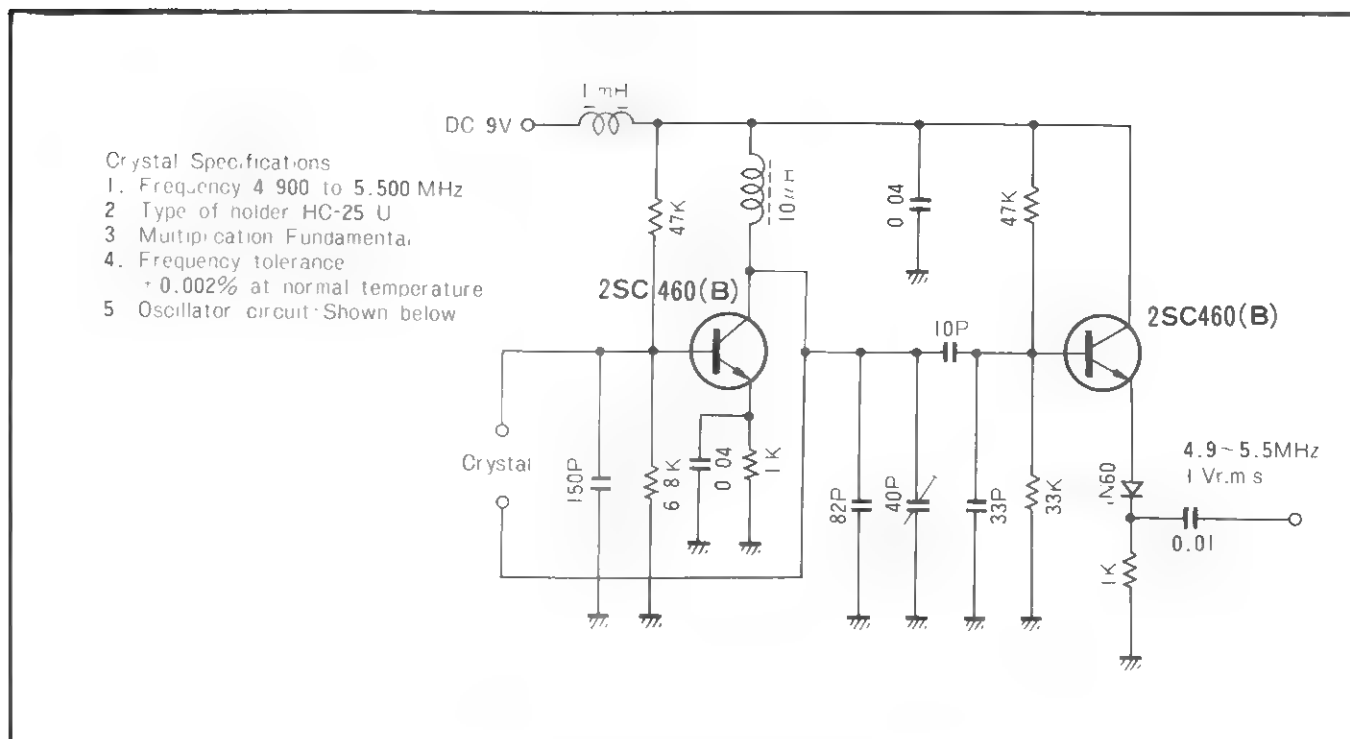 1 mH
DC 9V
Crystal Specifications
1. Frequency 4 900 to 5.500 MHz
2 Type of holder HC-25 U
3 Multiplication Fundamental
4. Frequency tolerance
0.002% at normal temperature
5 Oscillator circuit Shown below
47K
10μH
0 04
47K
2SC 460(B)
2SC460(B)
10P
Crystal
150P
6 8K
0 04
1K
82P
40P
33P
33K
1N60
4.9~5.5MHz
1 Vr.m s
0.01
1K